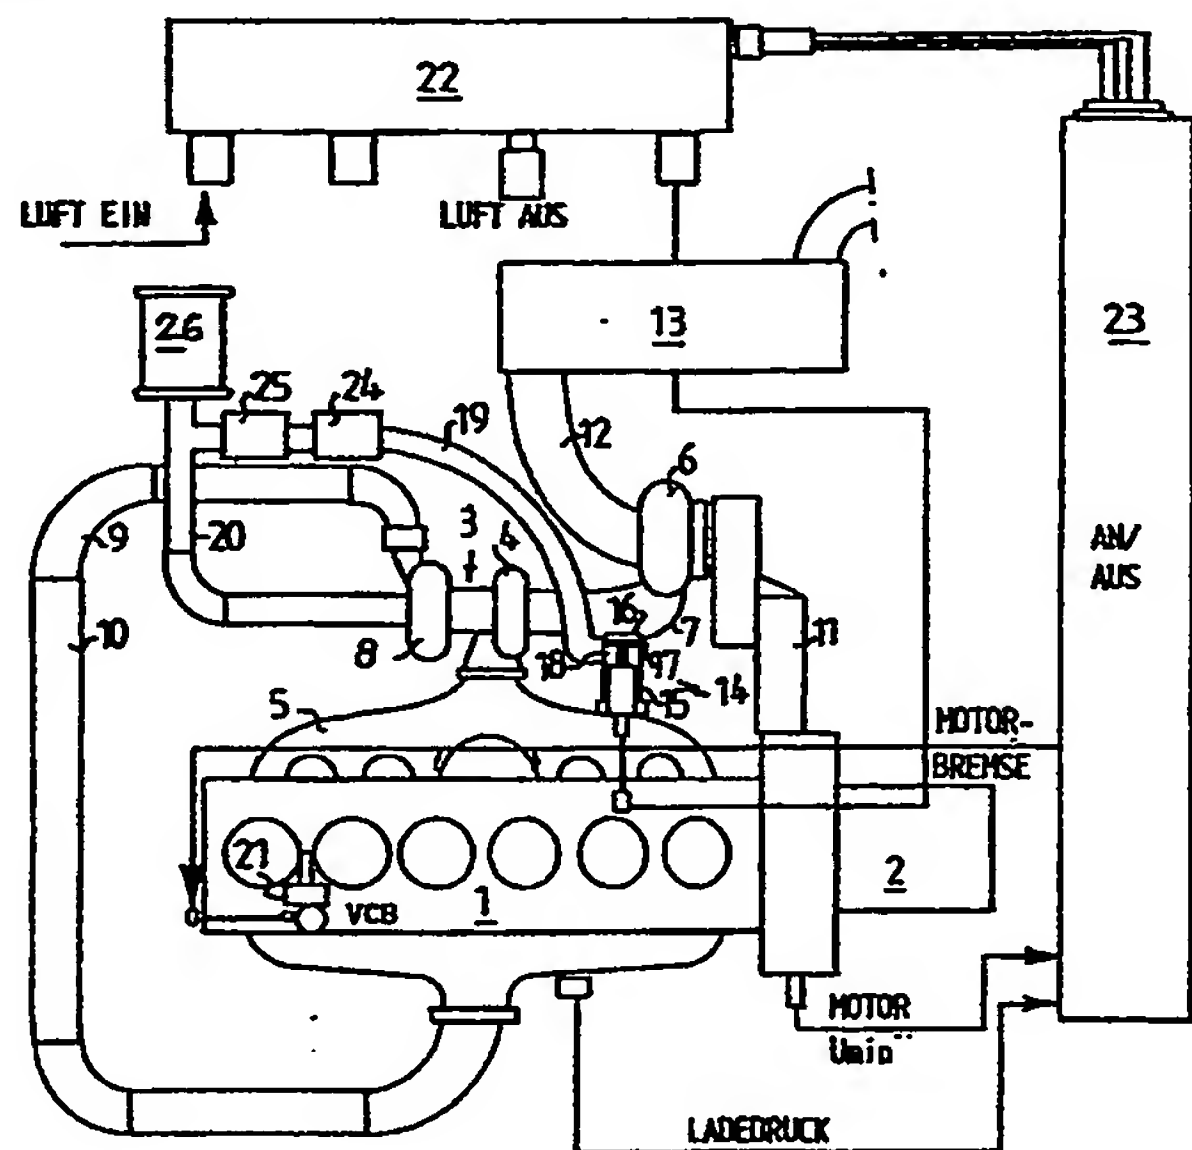 22
LUFT EIN
LUFT AUS
26
13
23
25
24
19
12
6
9
20
3
4
AN/
AUS
10
8
16
7
11
18
17
15
14
5
MOTOR-
BREMSE
21
VCB
1
2
MOTOR
Umin
LADEDRUCK